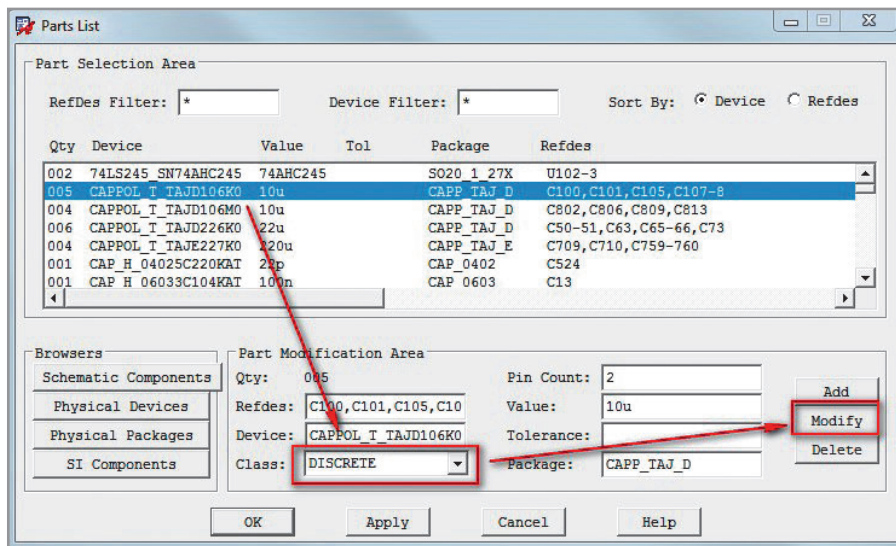 Parts List
Part Selection Area
RefDes Filter: * Device Filter: * Sort By: Device Refdes
Qty Device Value Tol Package Refdes
002 74LS245_SN74AHC245 74AHC245 SO20_1_27X U102-3
005 CAPPOL_T_TAJD106K0 10u CAPP_TAJ_D C100,C101,C105,C107-8
004 CAPPOL_T_TAJD106M0 10u CAPP_TAJ_D C802,C806,C809,C813
006 CAPPOL_T_TAJD226K0 22u CAPP_TAJ_D C50-51,C63,C65-66,C73
004 CAPPOL_T_TAJE227K0 220u CAPP_TAJ_E C709,C710,C759-760
001 CAP_H_04025C220KAT 22p CAP_0402 C524
001 CAP_H_06033C104KAT 100n CAP_0603 C13
Browsers Part Modification Area
Schematic Components Qty: 005 Pin Count: 2 Add
Physical Devices Refdes: C100,C101,C105,C10 Value: 10u Modify
Physical Packages Device: CAPPOL_T_TAJD106K0 Tolerance: Delete
SI Components Class: DISCRETE Package: CAPP_TAJ_D
OK Apply Cancel Help